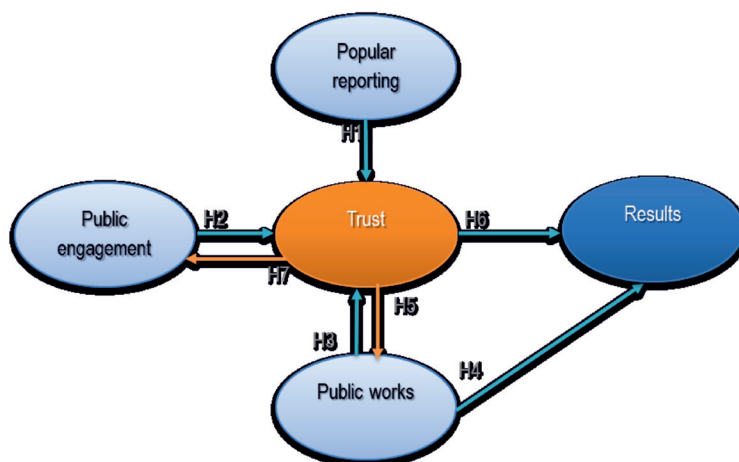 Popular
reporting
H1
Public
engagement
H2
Trust
H6
Results
H7
H5
H3
Public works
H4